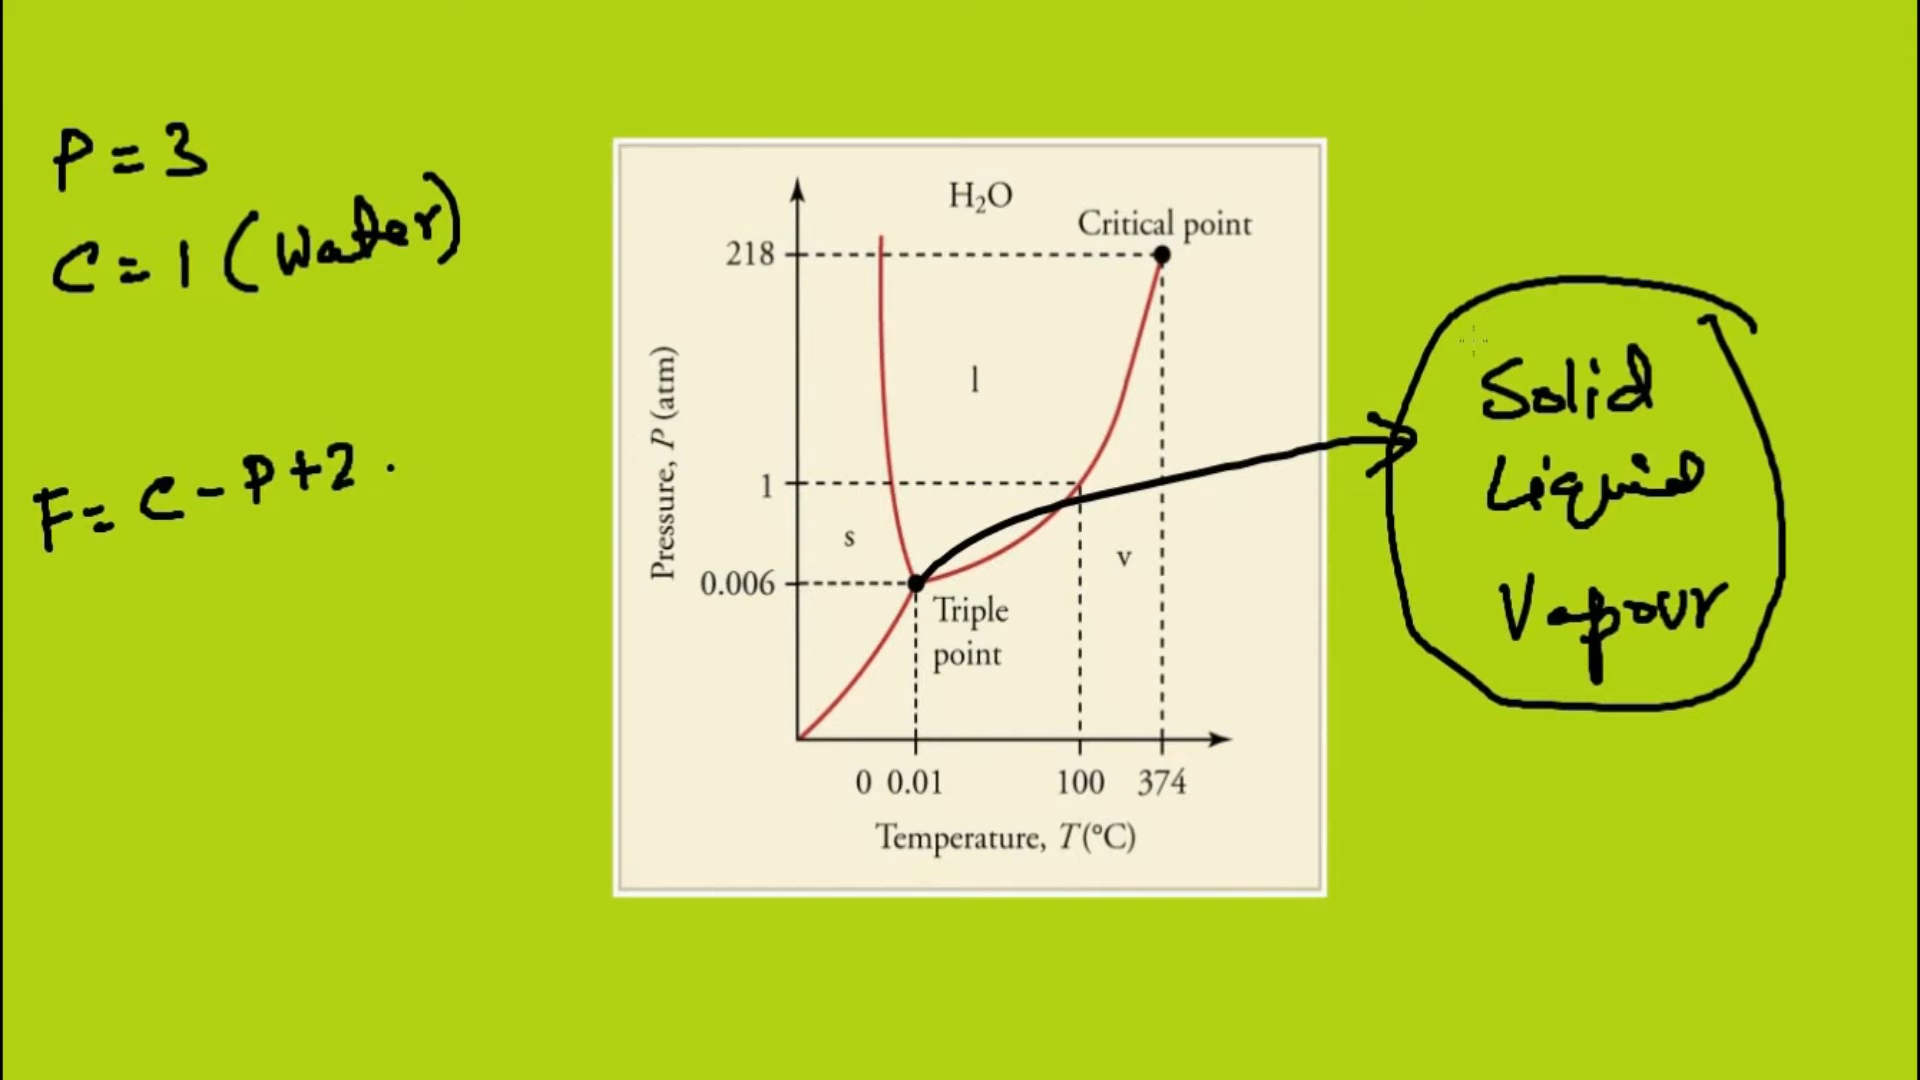 P = 3
C = 1 (Water)
F = C - P + 2 .
H₂O
Critical point
218
Pressure, P (atm)
l
1
s
v
0.006
Triple
point
0 0.01 100 374
Temperature, T(°C)
Solid
Liquid
Vapour